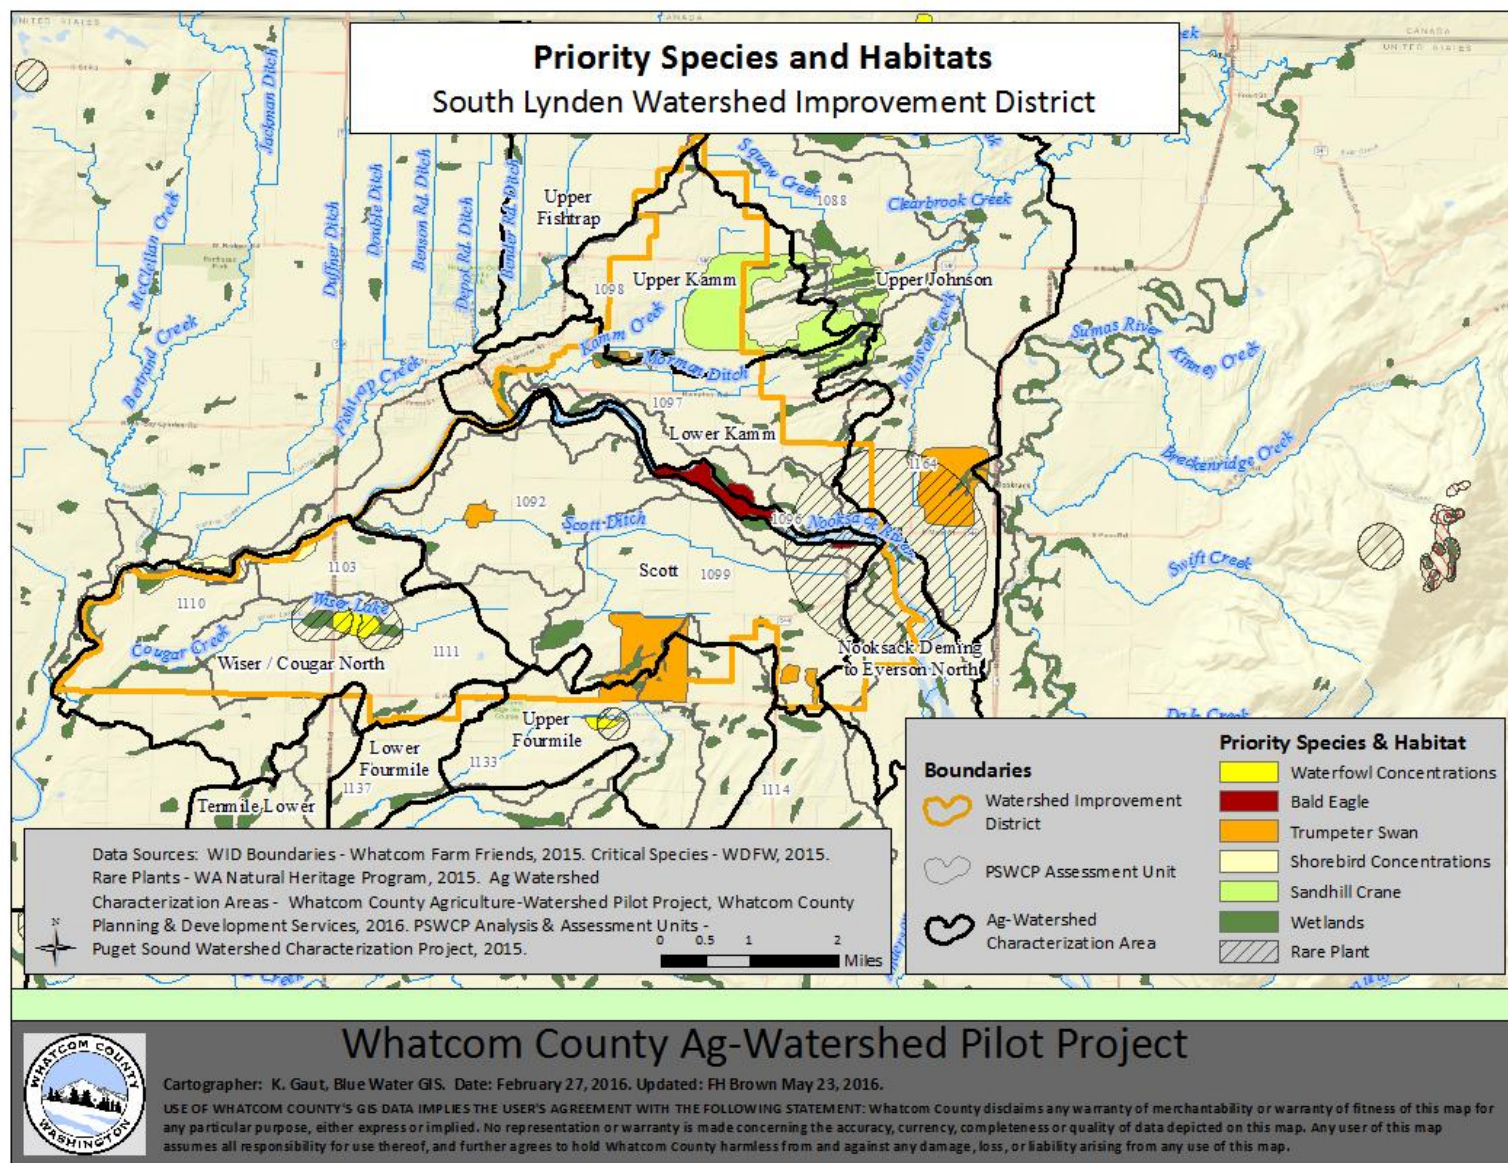 UNITED STATES
CANADA
CANADA
UNITED STATES
Priority Species and Habitats
South Lynden Watershed Improvement District
Jackman Ditch
McClellan Creek
Bertrand Creek
Duffner Ditch
Double Ditch
Benson Rd. Ditch
Depot Rd. Ditch
Bender Rd. Ditch
Fishtrap Creek
Upper
Fishtrap
Squaw Creek
1088
Clearbrook Creek
1098
Upper Kamm
Upper Johnson
Kamm Creek
Mormon Ditch
Johnson Creek
Sumas River
Kinney Creek
Breckenridge Creek
Swift Creek
Dale Creek
1097
Lower Kamm
1164
1092
Scott Ditch
1096
Nooksack River
Scott
1099
1103
1110
Wiser Lake
Cougar Creek
Wiser / Cougar North
1111
Nooksack Deming
to Everson North
Upper
Fourmile
Lower
Fourmile
1133
1137
1114
Tenmile Lower
Boundaries
Watershed Improvement
District
PSWCP Assessment Unit
Ag-Watershed
Characterization Area
Priority Species & Habitat
Waterfowl Concentrations
Bald Eagle
Trumpeter Swan
Shorebird Concentrations
Sandhill Crane
Wetlands
Rare Plant
Data Sources: WID Boundaries - Whatcom Farm Friends, 2015. Critical Species - WDFW, 2015.
Rare Plants - WA Natural Heritage Program, 2015. Ag Watershed
Characterization Areas - Whatcom County Agriculture-Watershed Pilot Project, Whatcom County
Planning & Development Services, 2016. PSWCP Analysis & Assessment Units -
Puget Sound Watershed Characterization Project, 2015.
N
0 0.5 1 2
Miles
WHATCOM COUNTY
WASHINGTON
Whatcom County Ag-Watershed Pilot Project
Cartographer: K. Gaut, Blue Water GIS. Date: February 27, 2016. Updated: FH Brown May 23, 2016.
USE OF WHATCOM COUNTY'S GIS DATA IMPLIES THE USER'S AGREEMENT WITH THE FOLLOWING STATEMENT: Whatcom County disclaims any warranty of merchantability or warranty of fitness of this map for
any particular purpose, either express or implied. No representation or warranty is made concerning the accuracy, currency, completeness or quality of data depicted on this map. Any user of this map
assumes all responsibility for use thereof, and further agrees to hold Whatcom County harmless from and against any damage, loss, or liability arising from any use of this map.